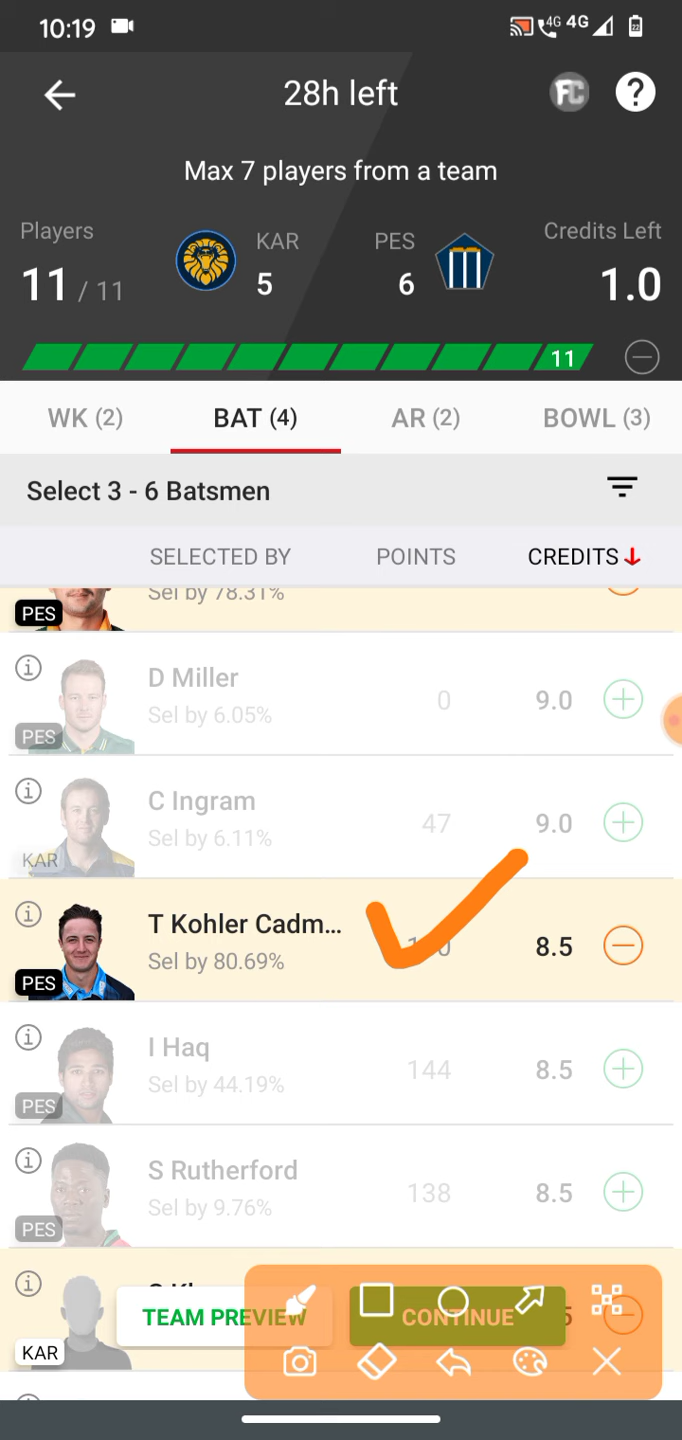 10:19 4G 4G 22
28h left FC ?
Max 7 players from a team
Players KAR PES Credits Left
11 / 11 5 6 1.0
11
WK (2) BAT (4) AR (2) BOWL (3)
Select 3 - 6 Batsmen
SELECTED BY POINTS CREDITS
PES Sel by 78.31%
D Miller
Sel by 6.05% 0 9.0
PES
C Ingram
Sel by 6.11% 47 9.0
KAR
T Kohler Cadm...
Sel by 80.69% 8.5
PES
I Haq
Sel by 44.19% 144 8.5
PES
S Rutherford
Sel by 9.76% 138 8.5
PES
TEAM PREVIEW CONTINUE
KAR